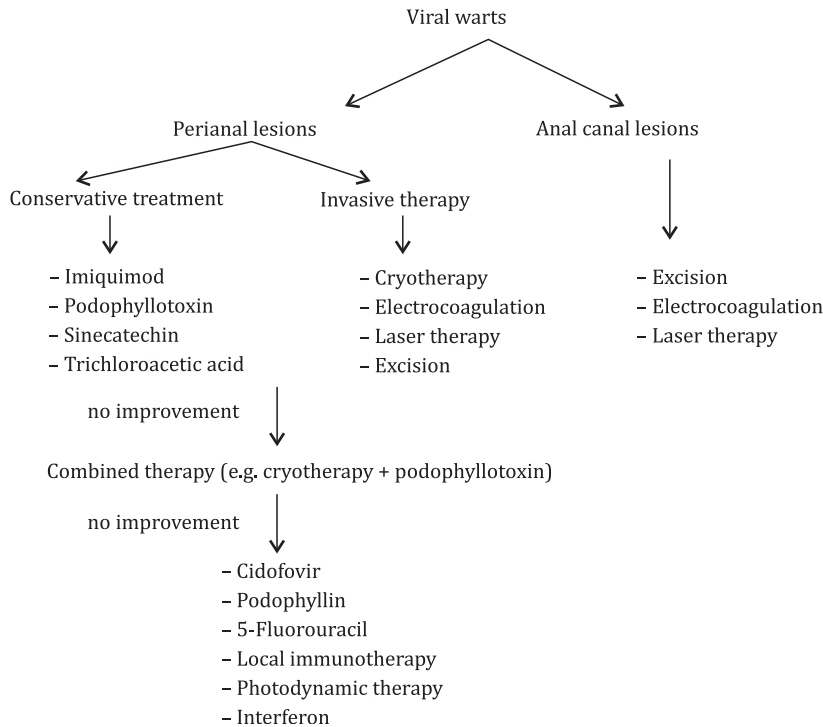 Viral warts
Perianal lesions
Anal canal lesions
Conservative treatment
Invasive therapy
– Imiquimod
– Podophyllotoxin
– Sinecatechin
– Trichloroacetic acid
– Cryotherapy
– Electrocoagulation
– Laser therapy
– Excision
– Excision
– Electrocoagulation
– Laser therapy
no improvement
Combined therapy (e.g. cryotherapy + podophyllotoxin)
no improvement
– Cidofovir
– Podophyllin
– 5-Fluorouracil
– Local immunotherapy
– Photodynamic therapy
– Interferon